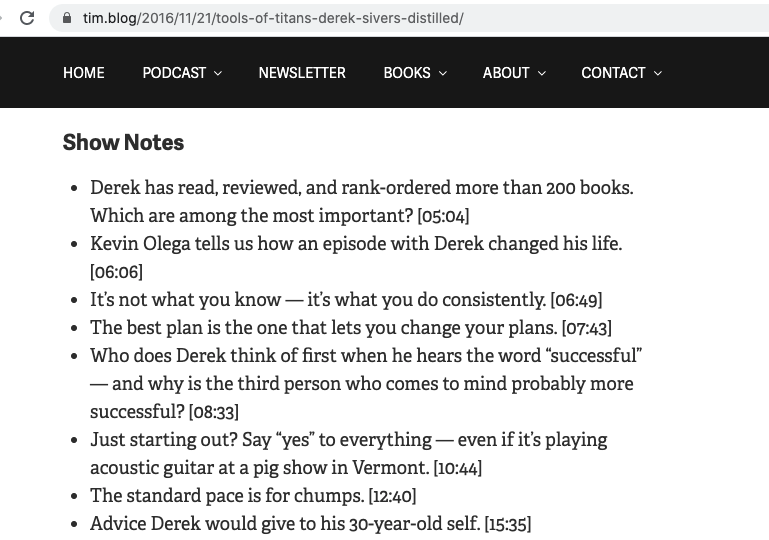 tim.blog/2016/11/21/tools-of-titans-derek-sivers-distilled/
HOME PODCAST NEWSLETTER BOOKS ABOUT CONTACT
Show Notes
• Derek has read, reviewed, and rank-ordered more than 200 books.
Which are among the most important? [05:04]
• Kevin Olega tells us how an episode with Derek changed his life.
[06:06]
• It’s not what you know — it’s what you do consistently. [06:49]
• The best plan is the one that lets you change your plans. [07:43]
• Who does Derek think of first when he hears the word “successful”
— and why is the third person who comes to mind probably more
successful? [08:33]
• Just starting out? Say “yes” to everything — even if it’s playing
acoustic guitar at a pig show in Vermont. [10:44]
• The standard pace is for chumps. [12:40]
• Advice Derek would give to his 30-year-old self. [15:35]